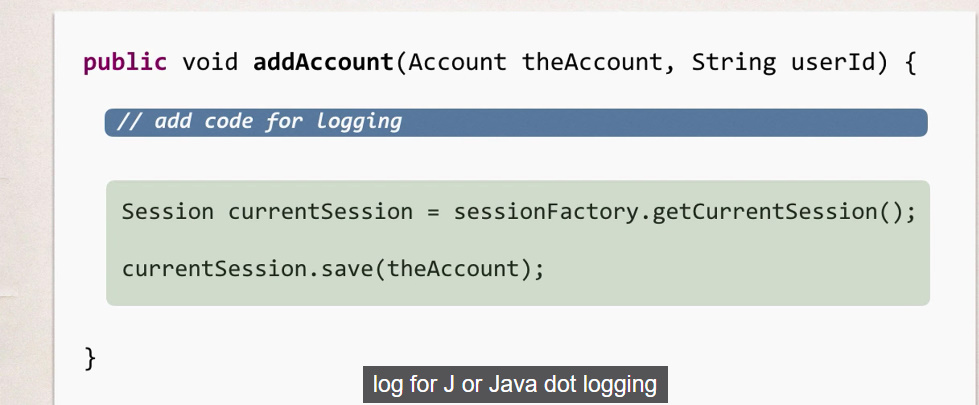 public void addAccount(Account theAccount, String userId) {
// add code for logging
Session currentSession = sessionFactory.getCurrentSession();
currentSession.save(theAccount);
}
log for J or Java dot logging